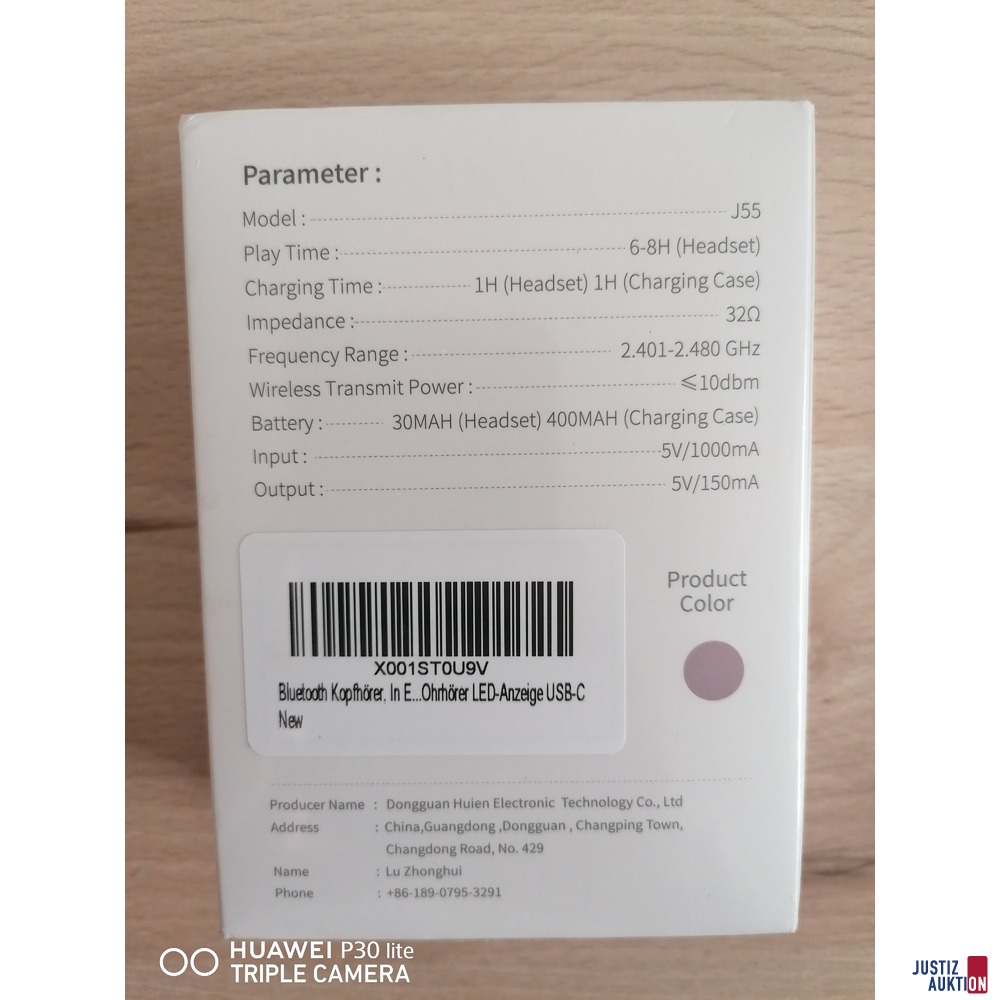 Parameter :
Model : J55
Play Time : 6-8H (Headset)
Charging Time : 1H (Headset) 1H (Charging Case)
Impedance : 32Ω
Frequency Range : 2.401-2.480 GHz
Wireless Transmit Power : ⩽10dbm
Battery : 30MAH (Headset) 400MAH (Charging Case)
Input : 5V/1000mA
Output : 5V/150mA
X001ST0U9V
Bluetooth Kopfhörer, In E...Ohrhörer LED-Anzeige USB-C
New
Product
Color
Producer Name : Dongguan Huien Electronic Technology Co., Ltd
Address : China,Guangdong ,Dongguan , Changping Town,
Changdong Road, No. 429
Name : Lu Zhonghui
Phone : +86-189-0795-3291
HUAWEI P30 lite
TRIPLE CAMERA
JUSTIZ
AUKTION